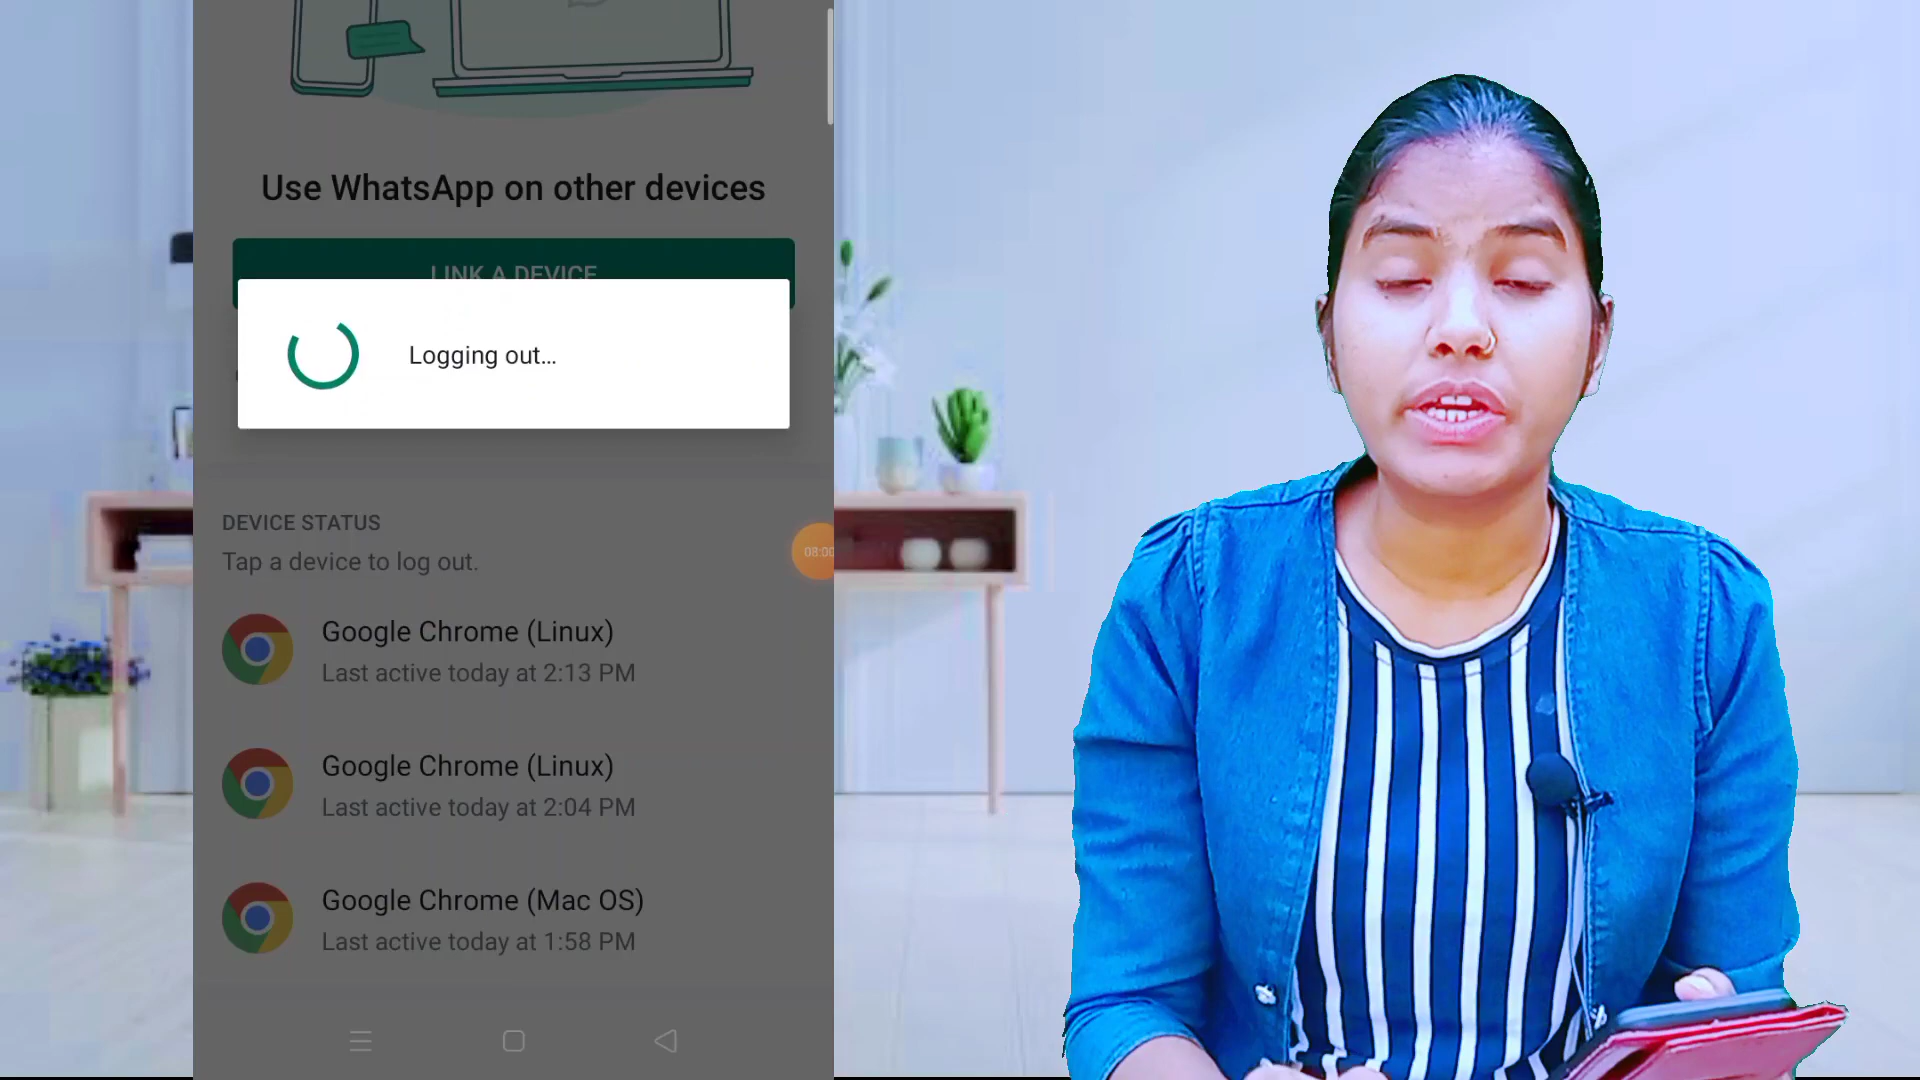 Use WhatsApp on other devices
LINK A DEVICE
Logging out...
DEVICE STATUS
Tap a device to log out.
08:00
Google Chrome (Linux)
Last active today at 2:13 PM
Google Chrome (Linux)
Last active today at 2:04 PM
Google Chrome (Mac OS)
Last active today at 1:58 PM